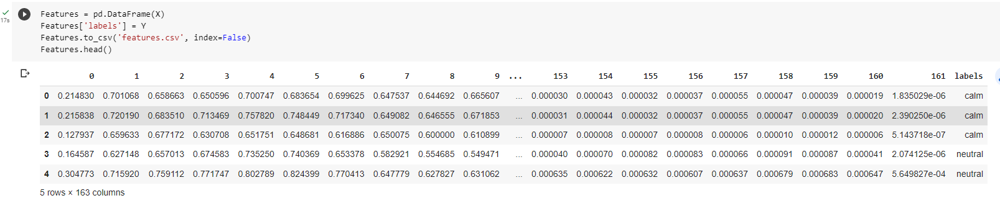 Features = pd.DataFrame(X)
17s
Features['labels'] = Y
Features.to_csv('features.csv', index=False)
Features.head()
0 1 2 3 4 5 6 7 8 9 ... 153 154 155 156 157 158 159 160 161 labels
0 0.214830 0.701068 0.658663 0.650596 0.700747 0.683654 0.699625 0.647537 0.644692 0.665607 ... 0.000030 0.000043 0.000032 0.000037 0.000055 0.000047 0.000039 0.000019 1.835029e-06 calm
1 0.215838 0.720190 0.683510 0.713469 0.757820 0.748449 0.717340 0.649082 0.646555 0.671853 ... 0.000031 0.000044 0.000032 0.000037 0.000055 0.000047 0.000039 0.000020 2.390250e-06 calm
2 0.127937 0.659633 0.677172 0.630708 0.651751 0.648681 0.616886 0.650075 0.600000 0.610899 ... 0.000007 0.000008 0.000007 0.000008 0.000006 0.000010 0.000012 0.000006 5.143718e-07 calm
3 0.164587 0.627148 0.657013 0.674583 0.735250 0.740369 0.653378 0.582921 0.554685 0.549471 ... 0.000040 0.000070 0.000082 0.000083 0.000066 0.000091 0.000087 0.000041 2.074125e-06 neutral
4 0.304773 0.715920 0.759112 0.771747 0.802789 0.824399 0.770413 0.647779 0.627827 0.631062 ... 0.000635 0.000622 0.000632 0.000607 0.000637 0.000679 0.000683 0.000647 5.649827e-04 neutral
5 rows × 163 columns